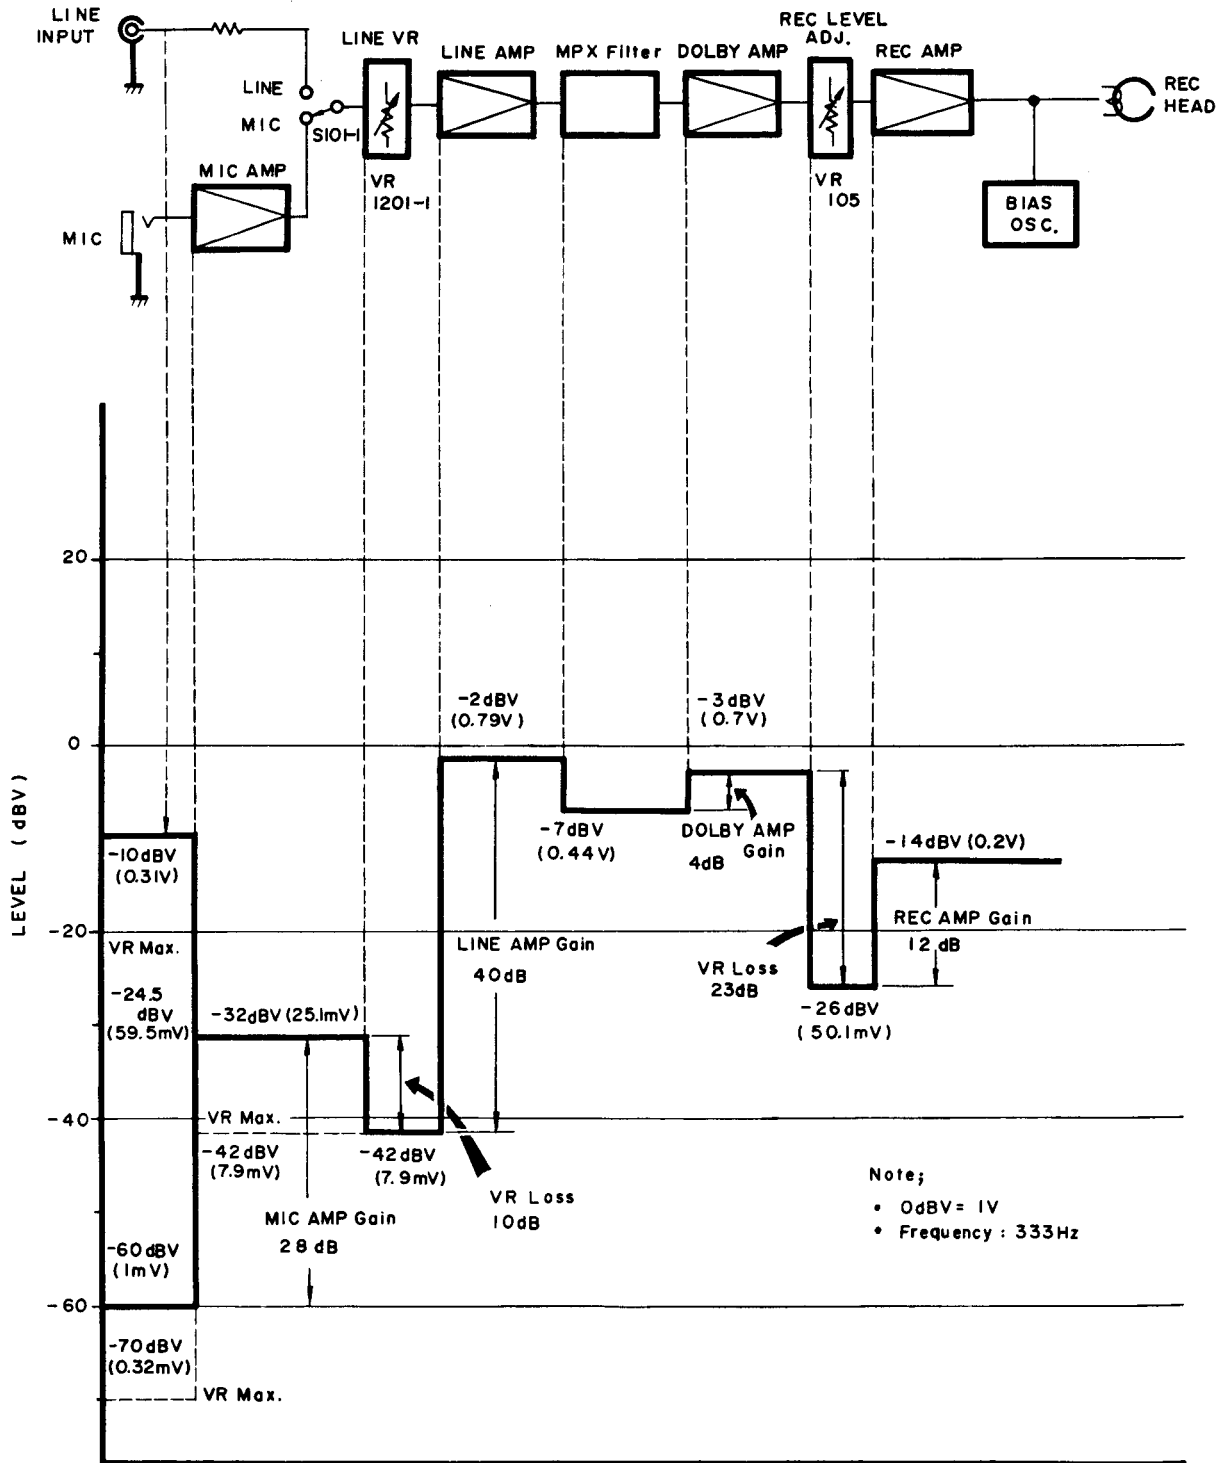 LINE
INPUT
LINE VR
LINE AMP
MPX Filter
DOLBY AMP
REC LEVEL
ADJ.
REC AMP
REC
HEAD
LINE
MIC
S101-1
MIC AMP
VR
1201-1
VR
105
BIAS
OSC.
MIC
20
0
-20
-40
-60
LEVEL (dBV)
-2dBV
(0.79V)
-3dBV
(0.7V)
-10dBV
(0.31V)
-7dBV
(0.44V)
DOLBY AMP
Gain
4dB
-14dBV (0.2V)
VR Max.
-24.5
dBV
(59.5mV)
LINE AMP Gain
40dB
REC AMP Gain
12 dB
VR Loss
23dB
-26dBV
(50.1mV)
-32dBV (25.1mV)
VR Max.
-42dBV
(7.9mV)
-42dBV
(7.9mV)
VR Loss
10dB
MIC AMP Gain
28 dB
-60dBV
(1mV)
-70dBV
(0.32mV)
VR Max.
Note;
• 0dBV = 1V
• Frequency : 333Hz